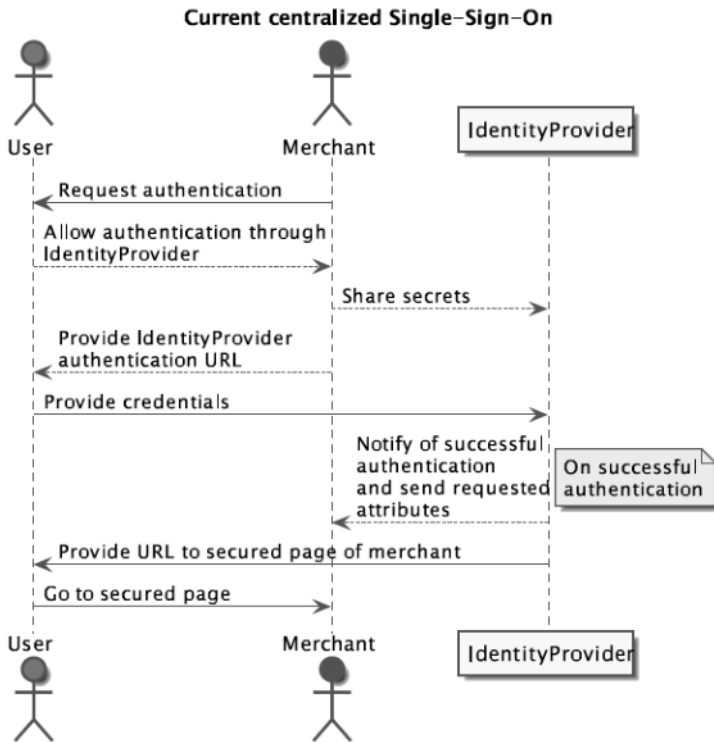 Current centralized Single-Sign-On
User
Merchant
IdentityProvider
Request authentication
Allow authentication through
IdentityProvider
Share secrets
Provide IdentityProvider
authentication URL
Provide credentials
Notify of successful
authentication
and send requested
attributes
On successful
authentication
Provide URL to secured page of merchant
Go to secured page
User
Merchant
IdentityProvider